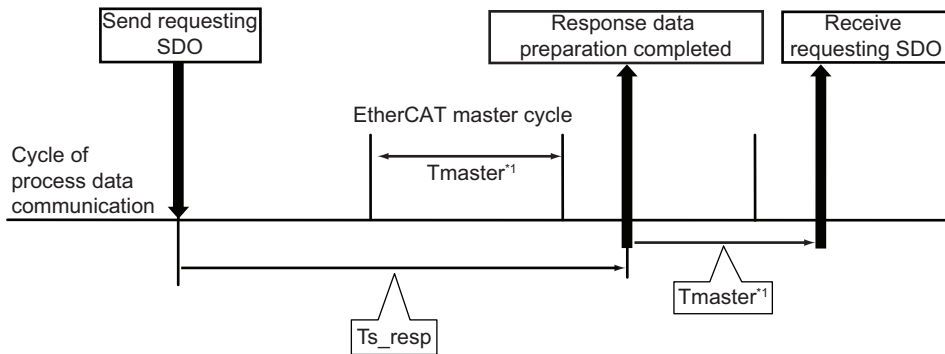 Send requesting
SDO
Response data
preparation completed
Receive
requesting SDO
EtherCAT master cycle
Tmaster*1
Cycle of
process data
communication
Tmaster*1
Ts_resp